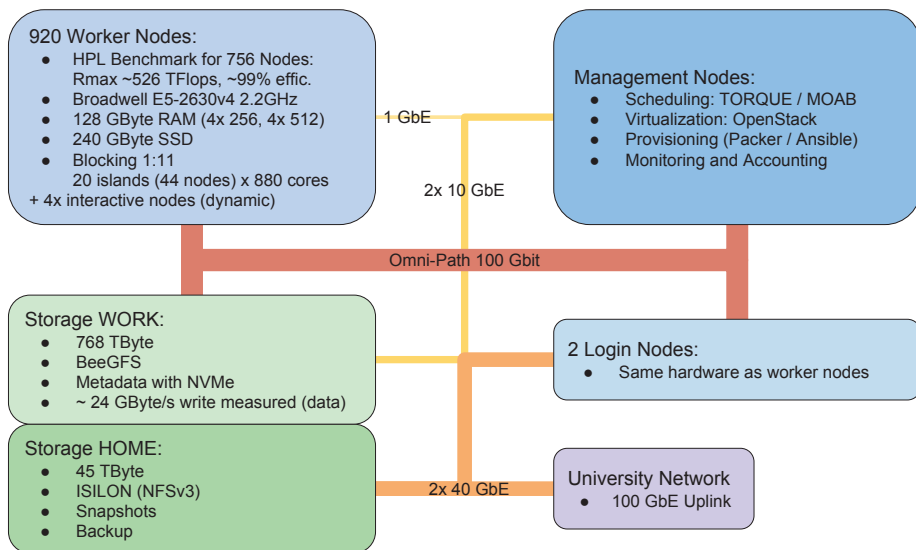 920 Worker Nodes:
● HPL Benchmark for 756 Nodes:
Rmax ~526 TFlops, ~99% effic.
● Broadwell E5-2630v4 2.2GHz
● 128 GByte RAM (4x 256, 4x 512)
● 240 GByte SSD
● Blocking 1:11
20 islands (44 nodes) x 880 cores
+ 4x interactive nodes (dynamic)
1 GbE
2x 10 GbE
Management Nodes:
● Scheduling: TORQUE / MOAB
● Virtualization: OpenStack
● Provisioning (Packer / Ansible)
● Monitoring and Accounting
Omni-Path 100 Gbit
Storage WORK:
● 768 TByte
● BeeGFS
● Metadata with NVMe
● ~ 24 GByte/s write measured (data)
2 Login Nodes:
● Same hardware as worker nodes
Storage HOME:
● 45 TByte
● ISILON (NFSv3)
● Snapshots
● Backup
2x 40 GbE
University Network
● 100 GbE Uplink